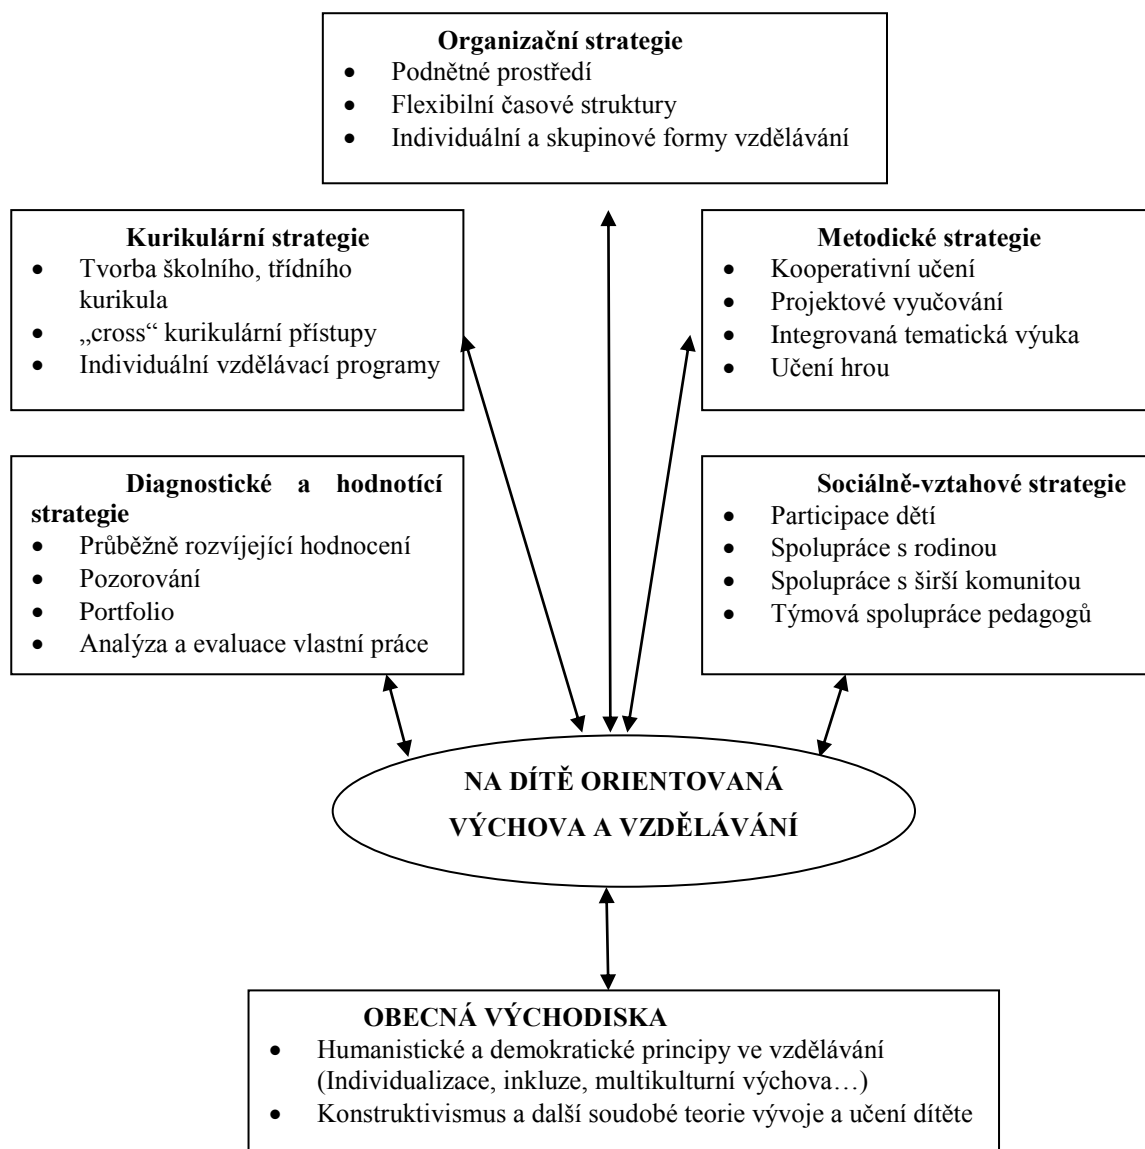 Organizační strategie
• Podnětné prostředí
• Flexibilní časové struktury
• Individuální a skupinové formy vzdělávání
Kurikulární strategie
• Tvorba školního, třídního
kurikula
• „cross“ kurikulární přístupy
• Individuální vzdělávací programy
Metodické strategie
• Kooperativní učení
• Projektové vyučování
• Integrovaná tematická výuka
• Učení hrou
Diagnostické a hodnotící
strategie
• Průběžně rozvíjející hodnocení
• Pozorování
• Portfolio
• Analýza a evaluace vlastní práce
Sociálně-vztahové strategie
• Participace dětí
• Spolupráce s rodinou
• Spolupráce s širší komunitou
• Týmová spolupráce pedagogů
NA DÍTĚ ORIENTOVANÁ
VÝCHOVA A VZDĚLÁVÁNÍ
OBECNÁ VÝCHODISKA
• Humanistické a demokratické principy ve vzdělávání
(Individualizace, inkluze, multikulturní výchova…)
• Konstruktivismus a další soudobé teorie vývoje a učení dítěte